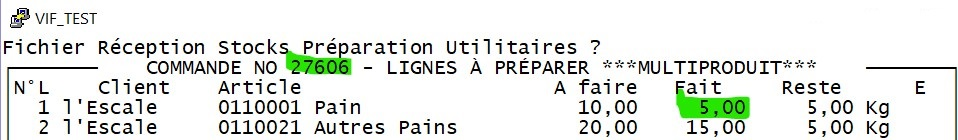 VIF_TEST
Fichier Réception Stocks Préparation Utilitaires ?
COMMANDE NO 27606 - LIGNES À PRÉPARER ***MULTIPRODUIT***
N°L Client Article A faire Fait Reste E
1 l'Escale 0110001 Pain 10,00 5,00 5,00 Kg
2 l'Escale 0110021 Autres Pains 20,00 15,00 5,00 Kg